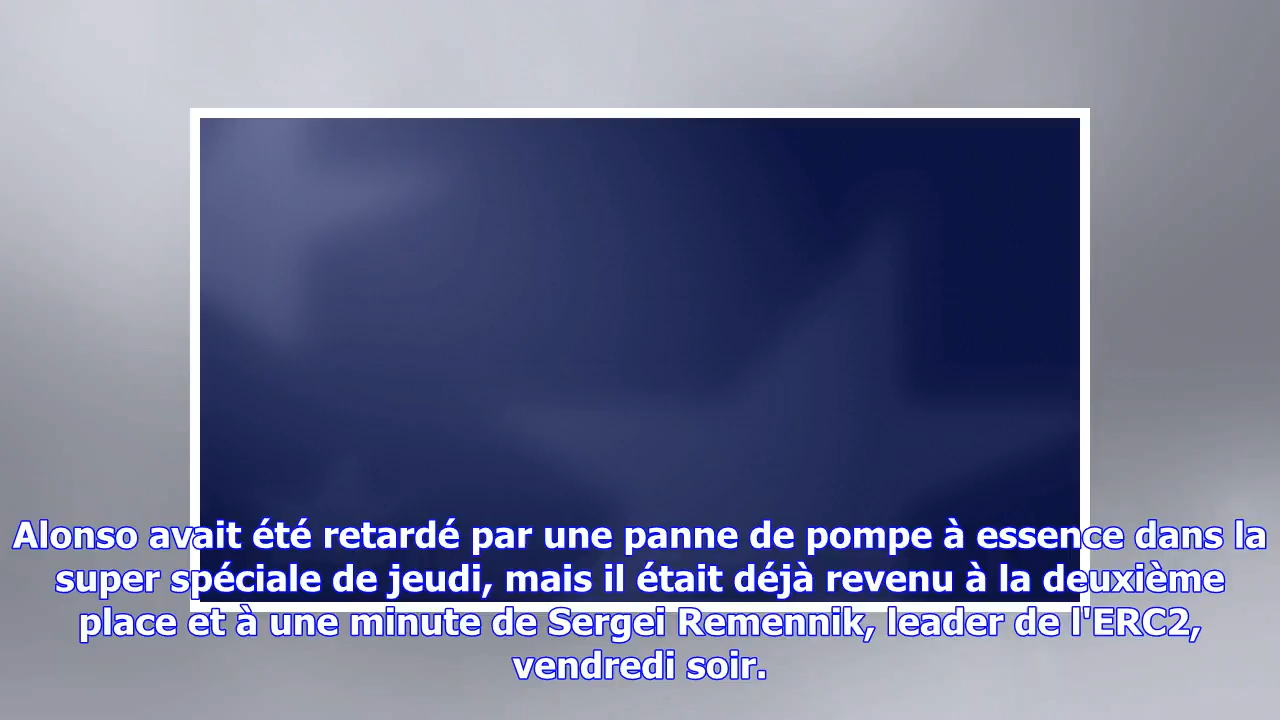 Alonso avait été retardé par une panne de pompe à essence dans la
super spéciale de jeudi, mais il était déjà revenu à la deuxième
place et à une minute de Sergei Remennik, leader de l'ERC2,
vendredi soir.